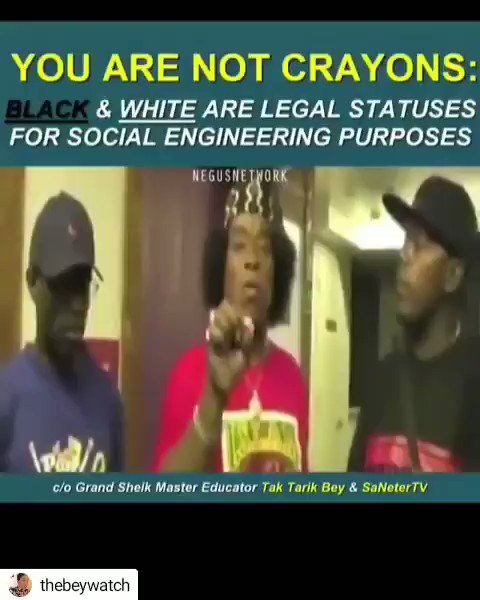 YOU ARE NOT CRAYONS:
BLACK & WHITE ARE LEGAL STATUSES
FOR SOCIAL ENGINEERING PURPOSES
NEGUSNETWORK
c/o Grand Sheik Master Educator Tak Tarik Bey & SaNeterTV
thebeywatch